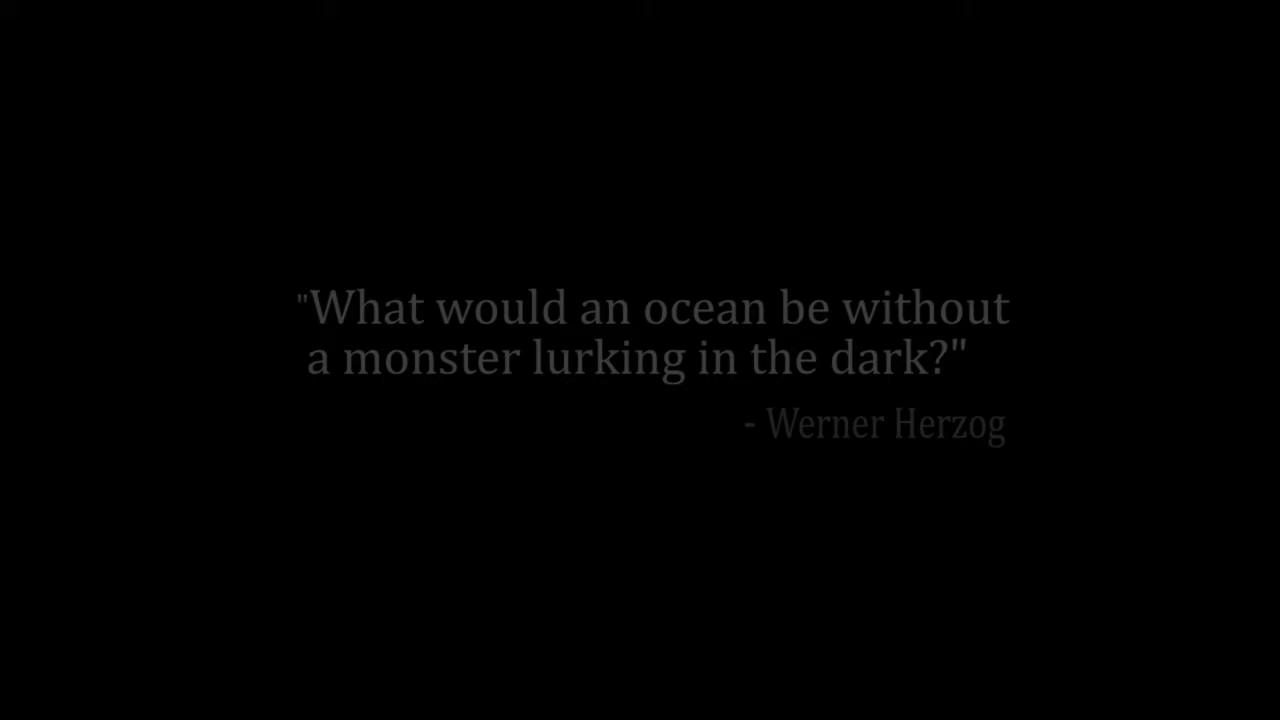 "What would an ocean be without
a monster lurking in the dark?"
- Werner Herzog